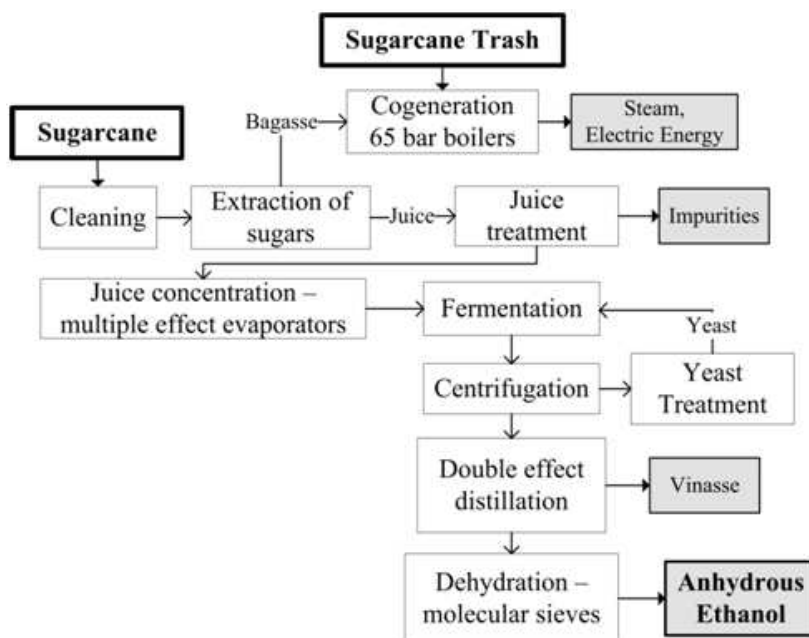 Sugarcane Trash
Sugarcane
Bagasse
Cogeneration
65 bar boilers
Steam,
Electric Energy
Cleaning
Extraction of
sugars
Juice
Juice
treatment
Impurities
Juice concentration –
multiple effect evaporators
Fermentation
Yeast
Centrifugation
Yeast
Treatment
Double effect
distillation
Vinasse
Dehydration –
molecular sieves
Anhydrous
Ethanol